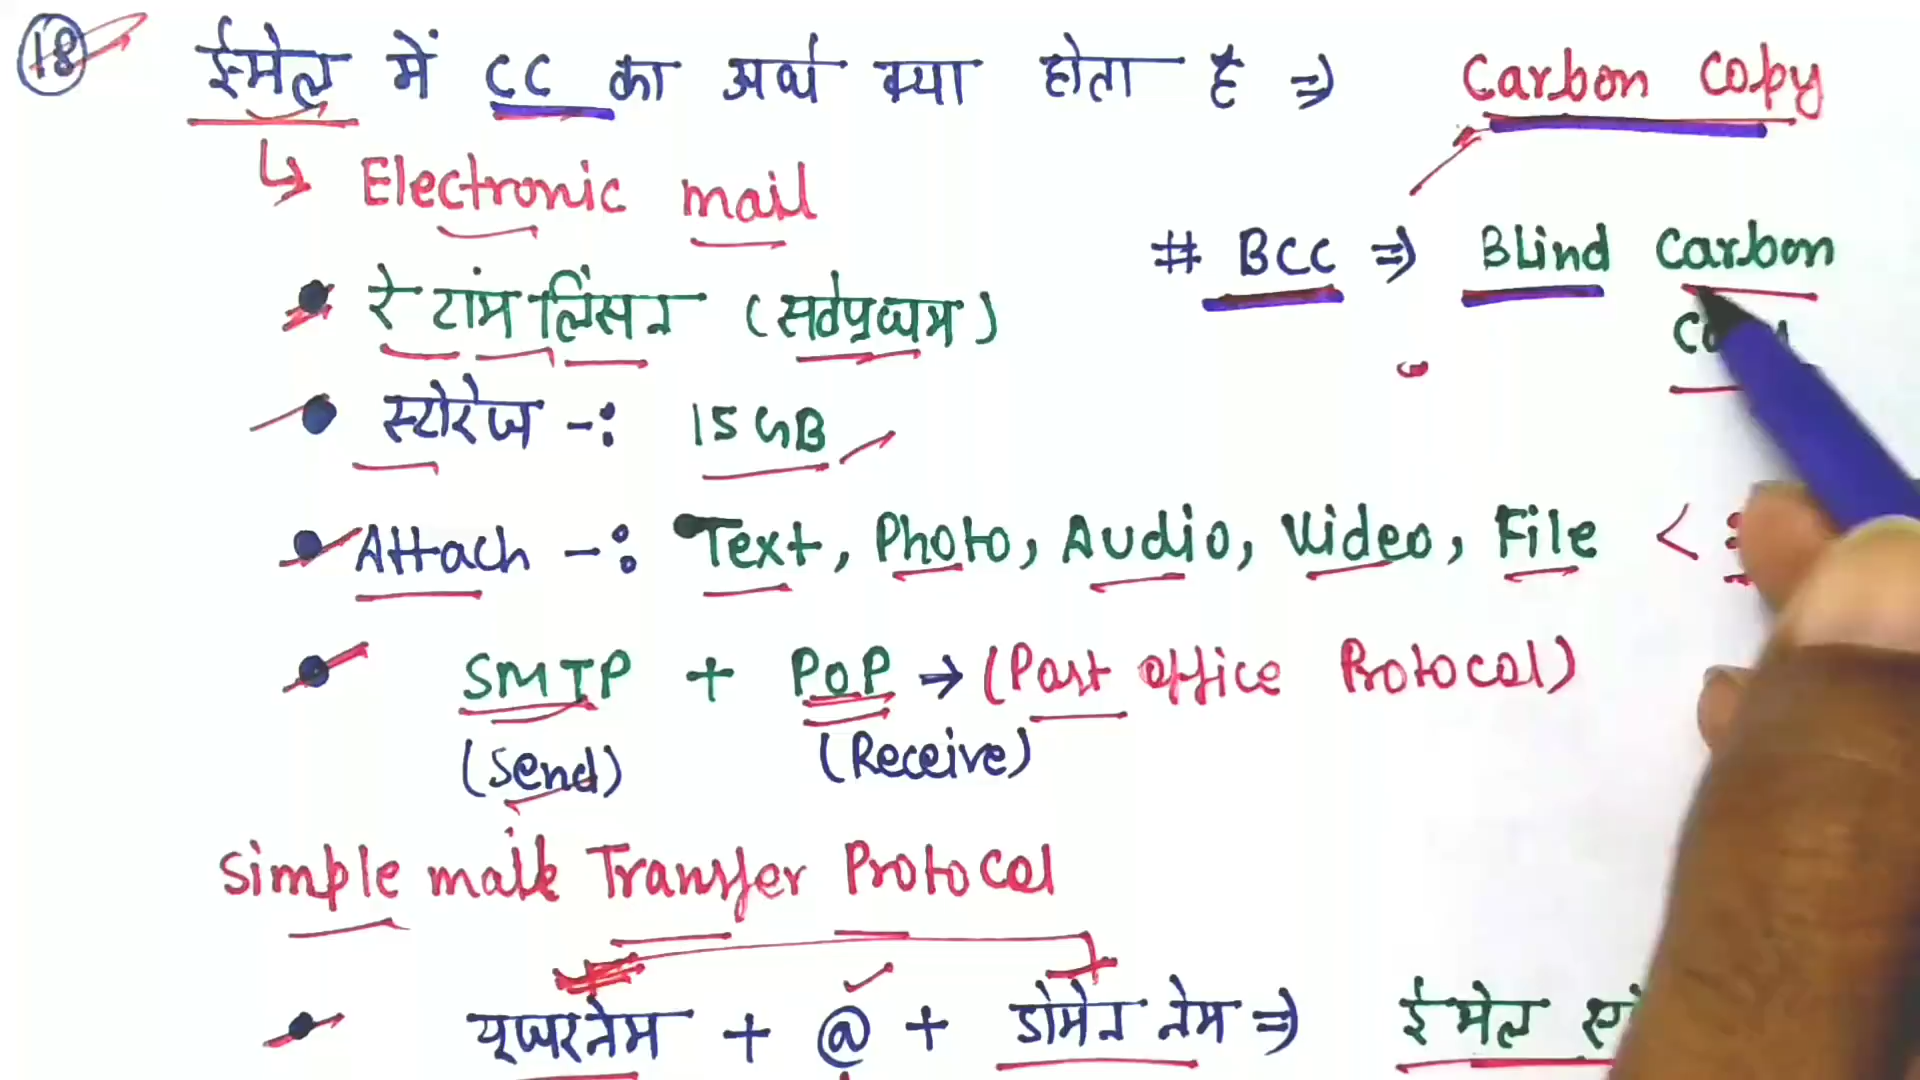 18 ईमेल में CC का अर्थ क्या होता है ⇒ Carbon Copy
↳ Electronic mail
# BCC ⇒ Blind Carbon
• रे टॉम लिंसन (सर्वप्रथम)
• स्टोरेज -: 15 GB
• Attach -: Text, Photo, Audio, Video, File <
• SMTP + POP → (Post office Protocol)
(Send) (Receive)
Simple mail Transfer Protocol
• यूजरनेम + @ + डोमेन नेम ⇒ ईमेल